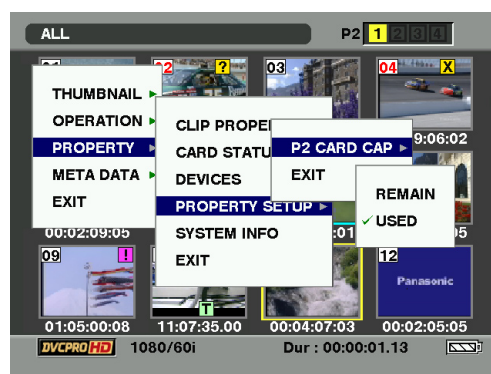 ALL P2 1 2 3 4
02 ? 03 04 X
THUMBNAIL
OPERATION
PROPERTY
META DATA
EXIT
CLIP PROPE
CARD STATU
DEVICES
PROPERTY SETUP
SYSTEM INFO
EXIT
P2 CARD CAP
EXIT
REMAIN
✓ USED
9:06:02
00:02:09:05 :01 05
09 ! 12
Panasonic
T
01:05:00:08 11:07:35.00 00:04:07:03 00:02:05:05
DVCPRO HD 1080/60i Dur : 00:00:01.13